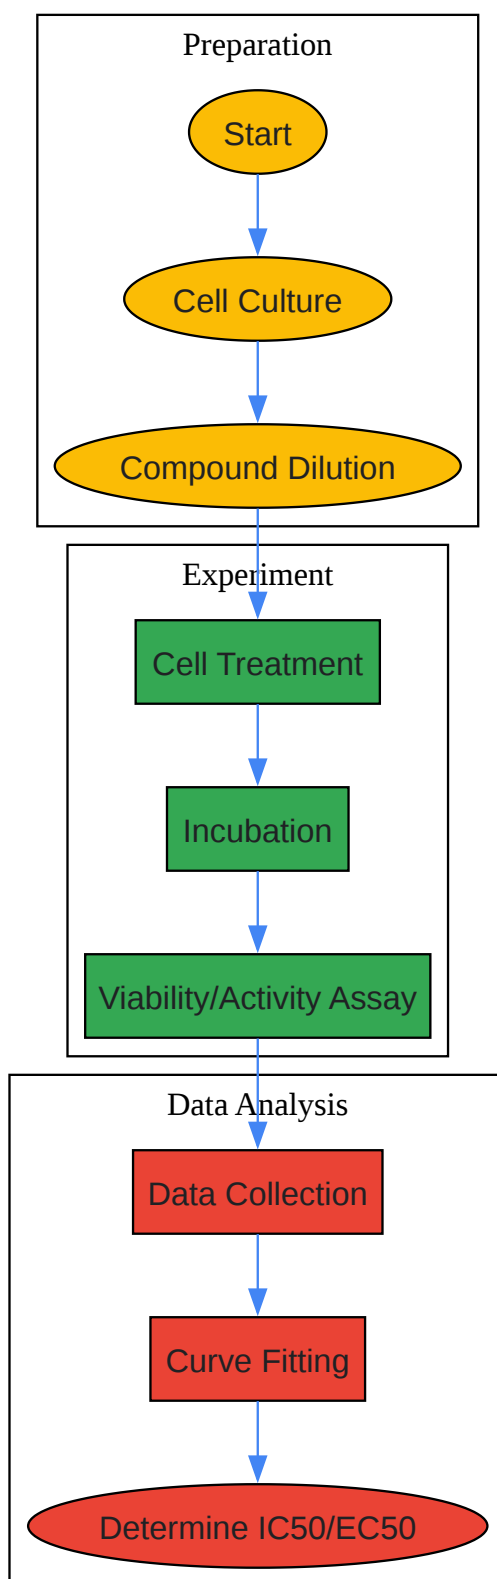 Preparation
Start
Cell Culture
Compound Dilution
Experiment
Cell Treatment
Incubation
Viability/Activity Assay
Data Analysis
Data Collection
Curve Fitting
Determine IC50/EC50